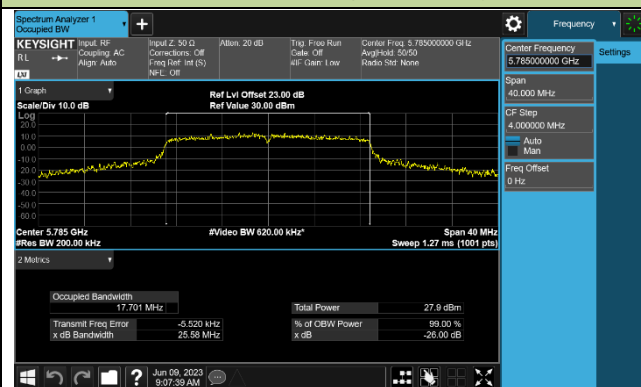 Spectrum Analyzer 1
Occupied BW
Frequency
KEYSIGHT
RL
LXI
Input: RF
Coupling: AC
Align: Auto
Input Z: 50 Ω
Corrections: Off
Freq Ref: Int (S)
NFE: Off
Atten: 20 dB
Trig: Free Run
Gate: Off
#IF Gain: Low
Center Freq: 5.785000000 GHz
Avg|Hold: 50/50
Radio Std: None
Center Frequency
5.785000000 GHz
Settings
Span
40.000 MHz
CF Step
4.000000 MHz
Auto
Man
Freq Offset
0 Hz
1 Graph
Scale/Div 10.0 dB
Ref Lvl Offset 23.00 dB
Ref Value 30.00 dBm
Log
20.0
10.0
0.00
-10.0
-20.0
-30.0
-40.0
-50.0
-60.0
Center 5.785 GHz
#Video BW 620.00 kHz*
Span 40 MHz
#Res BW 200.00 kHz
Sweep 1.27 ms (1001 pts)
2 Metrics
Occupied Bandwidth
17.701 MHz
Total Power
27.9 dBm
Transmit Freq Error
-5.520 kHz
% of OBW Power
99.00 %
x dB Bandwidth
25.58 MHz
x dB
-26.00 dB
?
Jun 09, 2023
9:07:39 AM